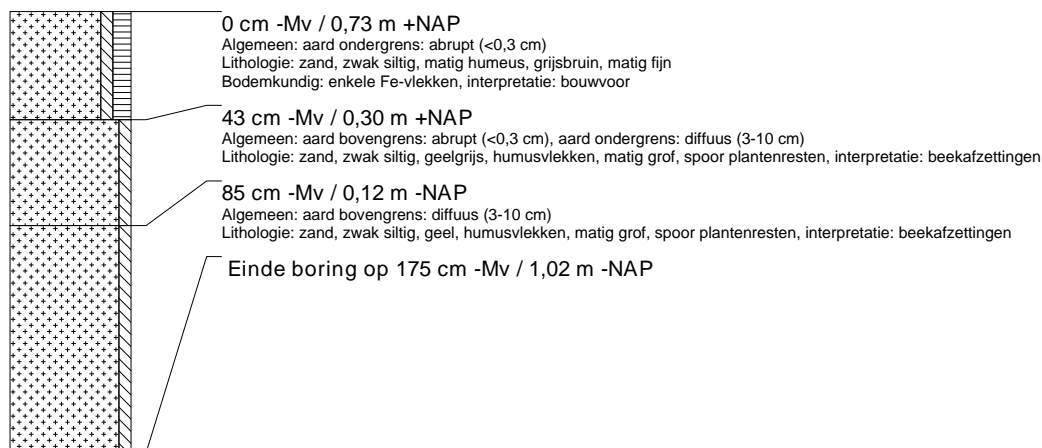 0 cm -Mv / 0,73 m +NAP
Algemeen: aard ondergrens: abrupt (<0,3 cm)
Lithologie: zand, zwak siltig, matig humeus, grijsbruin, matig fijn
Bodemkundig: enkele Fe-vlekken, interpretatie: bouwvoor
43 cm -Mv / 0,30 m +NAP
Algemeen: aard bovengrens: abrupt (<0,3 cm), aard ondergrens: diffuus (3-10 cm)
Lithologie: zand, zwak siltig, geelgrijs, humusvlekken, matig grof, spoor plantenresten, interpretatie: beekafzettingen
85 cm -Mv / 0,12 m -NAP
Algemeen: aard bovengrens: diffuus (3-10 cm)
Lithologie: zand, zwak siltig, geel, humusvlekken, matig grof, spoor plantenresten, interpretatie: beekafzettingen
Einde boring op 175 cm -Mv / 1,02 m -NAP